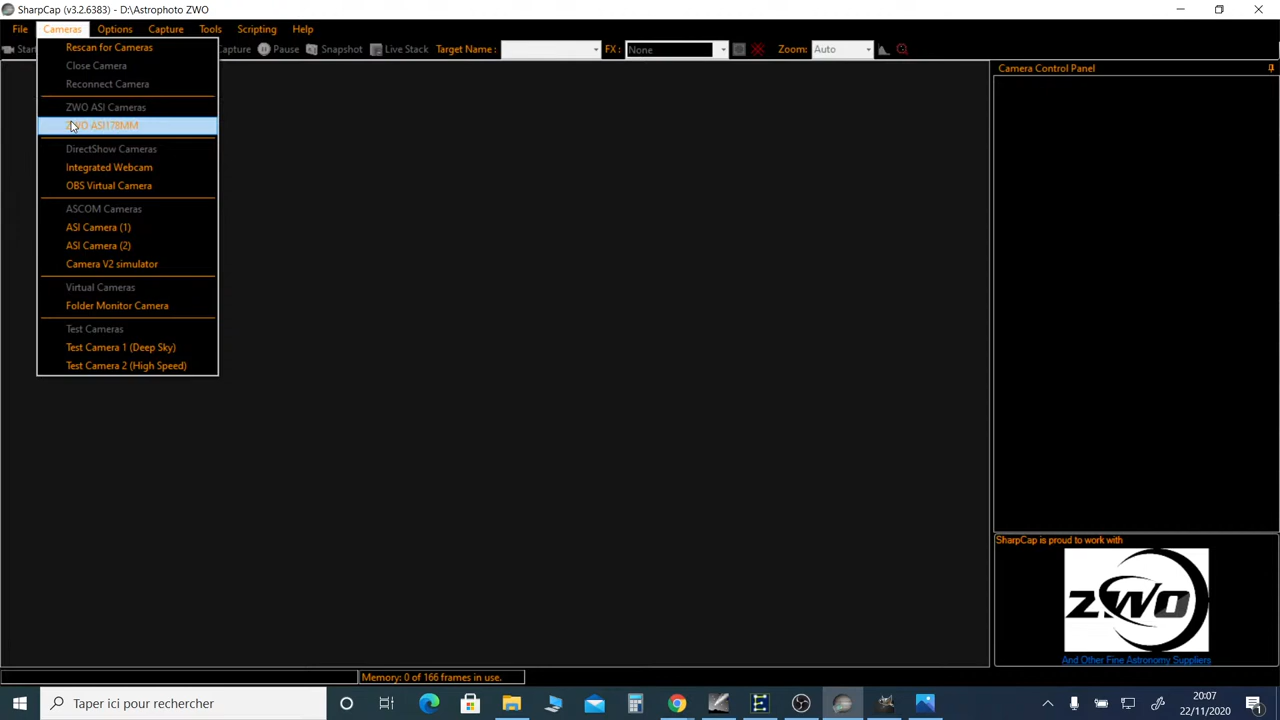 SharpCap (v3.2.6383) - D:\Astrophoto ZWO
File Cameras Options Capture Tools Scripting Help
Start Capture Pause Snapshot Live Stack Target Name : FX : None Zoom: Auto
Rescan for Cameras
Close Camera
Reconnect Camera
ZWO ASI Cameras
ZWO ASI178MM
DirectShow Cameras
Integrated Webcam
OBS Virtual Camera
ASCOM Cameras
ASI Camera (1)
ASI Camera (2)
Camera V2 simulator
Virtual Cameras
Folder Monitor Camera
Test Cameras
Test Camera 1 (Deep Sky)
Test Camera 2 (High Speed)
Camera Control Panel
SharpCap is proud to work with
ZWO
And Other Fine Astronomy Suppliers
Memory: 0 of 166 frames in use.
Taper ici pour rechercher
20:07
22/11/2020